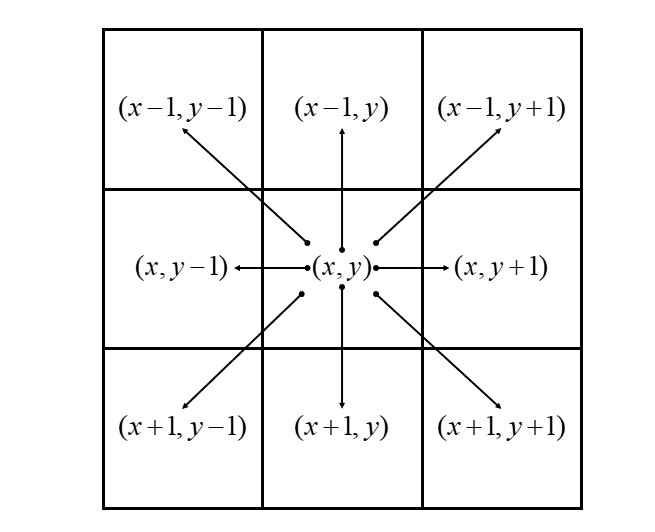 (x−1, y−1) (x−1, y) (x−1, y+1)
(x, y−1) (x, y) (x, y+1)
(x+1, y−1) (x+1, y) (x+1, y+1)